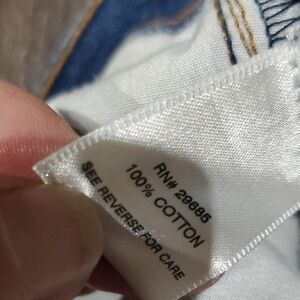 RN# 29685
100% COTTON
SEE REVERSE FOR CARE